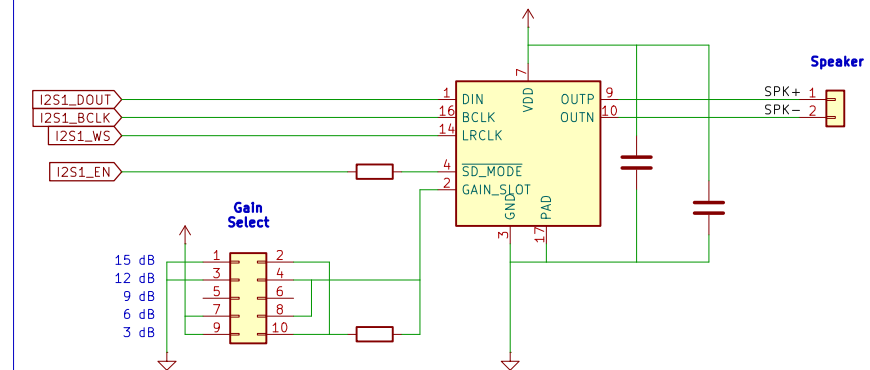 Speaker
7
I2S1_DOUT 1 DIN VDD OUTP 9 SPK+ 1
I2S1_BCLK 16 BCLK OUTN 10 SPK- 2
I2S1_WS 14 LRCLK
I2S1_EN 4 SD_MODE
2 GAIN_SLOT
Gain
Select
GND PAD
3 17
15 dB 1 2
12 dB 3 4
9 dB 5 6
6 dB 7 8
3 dB 9 10